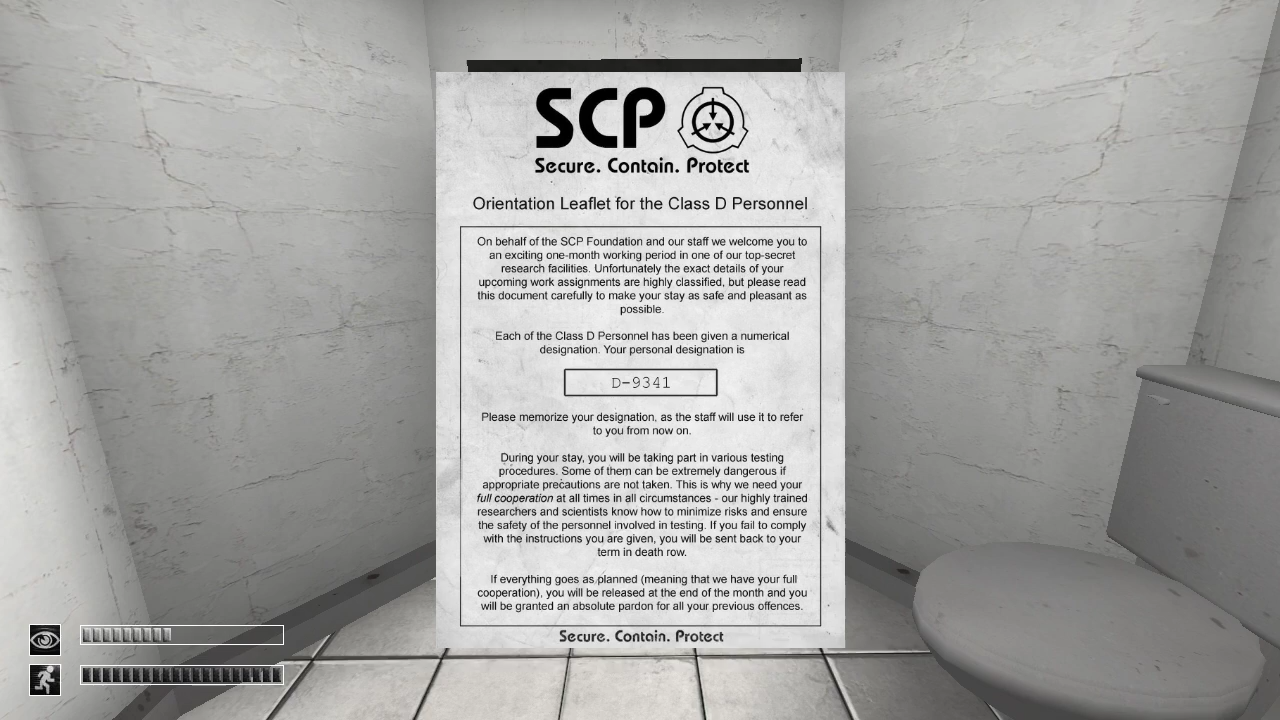 SCP
Secure. Contain. Protect
Orientation Leaflet for the Class D Personnel
On behalf of the SCP Foundation and our staff we welcome you to
an exciting one-month working period in one of our top-secret
research facilities. Unfortunately the exact details of your
upcoming work assignments are highly classified, but please read
this document carefully to make your stay as safe and pleasant as
possible.
Each of the Class D Personnel has been given a numerical
designation. Your personal designation is
D-9341
Please memorize your designation, as the staff will use it to refer
to you from now on.
During your stay, you will be taking part in various testing
procedures. Some of them can be extremely dangerous if
appropriate precautions are not taken. This is why we need your
full cooperation at all times in all circumstances - our highly trained
researchers and scientists know how to minimize risks and ensure
the safety of the personnel involved in testing. If you fail to comply
with the instructions you are given, you will be sent back to your
term in death row.
If everything goes as planned (meaning that we have your full
cooperation), you will be released at the end of the month and you
will be granted an absolute pardon for all your previous offences.
Secure. Contain. Protect